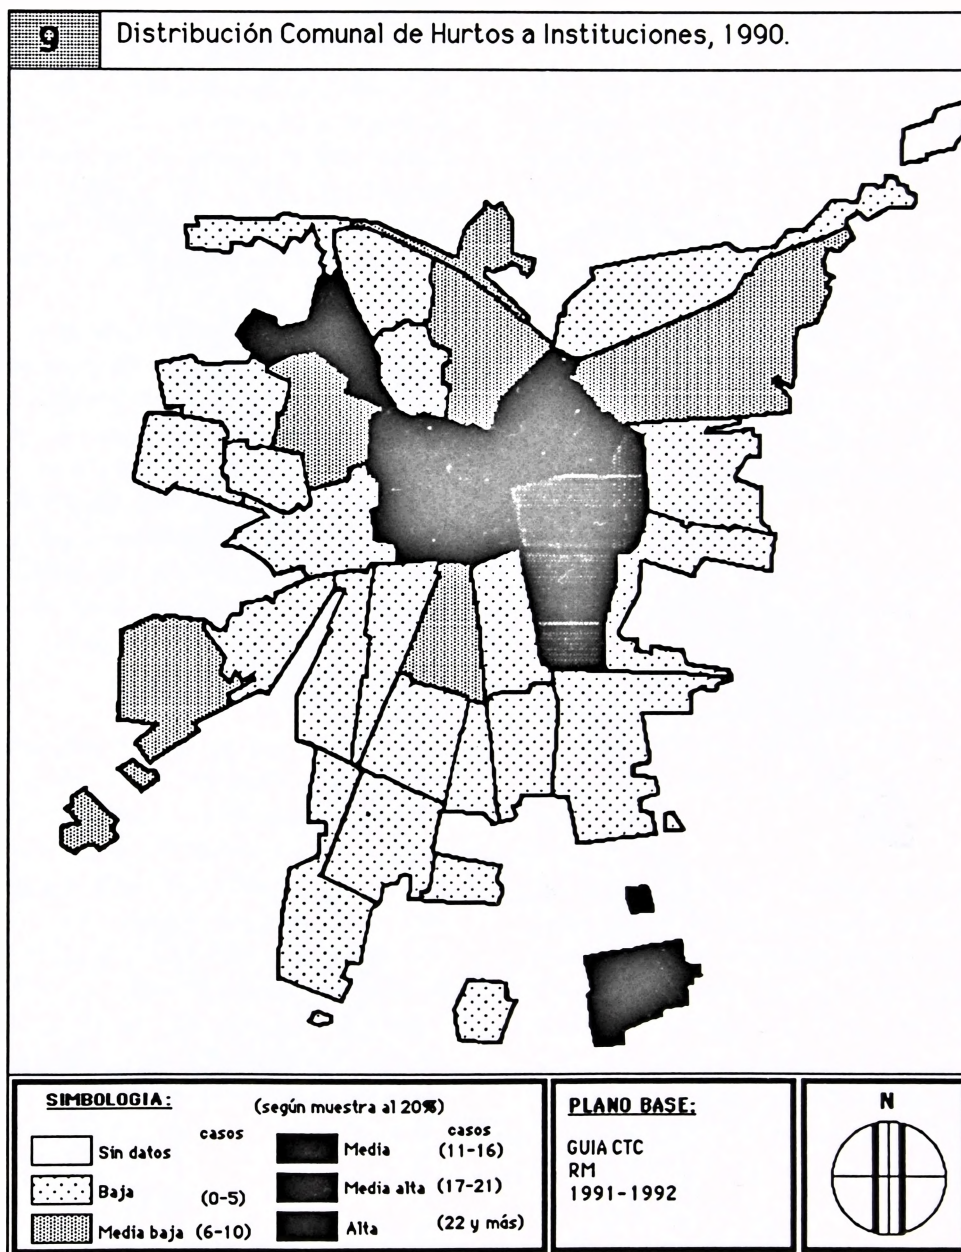 9
Distribución Comunal de Hurtos a Instituciones, 1990.
SIMBOLOGIA:
(según muestra al 20%)
casos
Sin datos
Baja (0-5)
Media baja (6-10)
casos
Media (11-16)
Media alta (17-21)
Alta (22 y más)
PLANO BASE:
GUIA CTC
RM
1991-1992
N